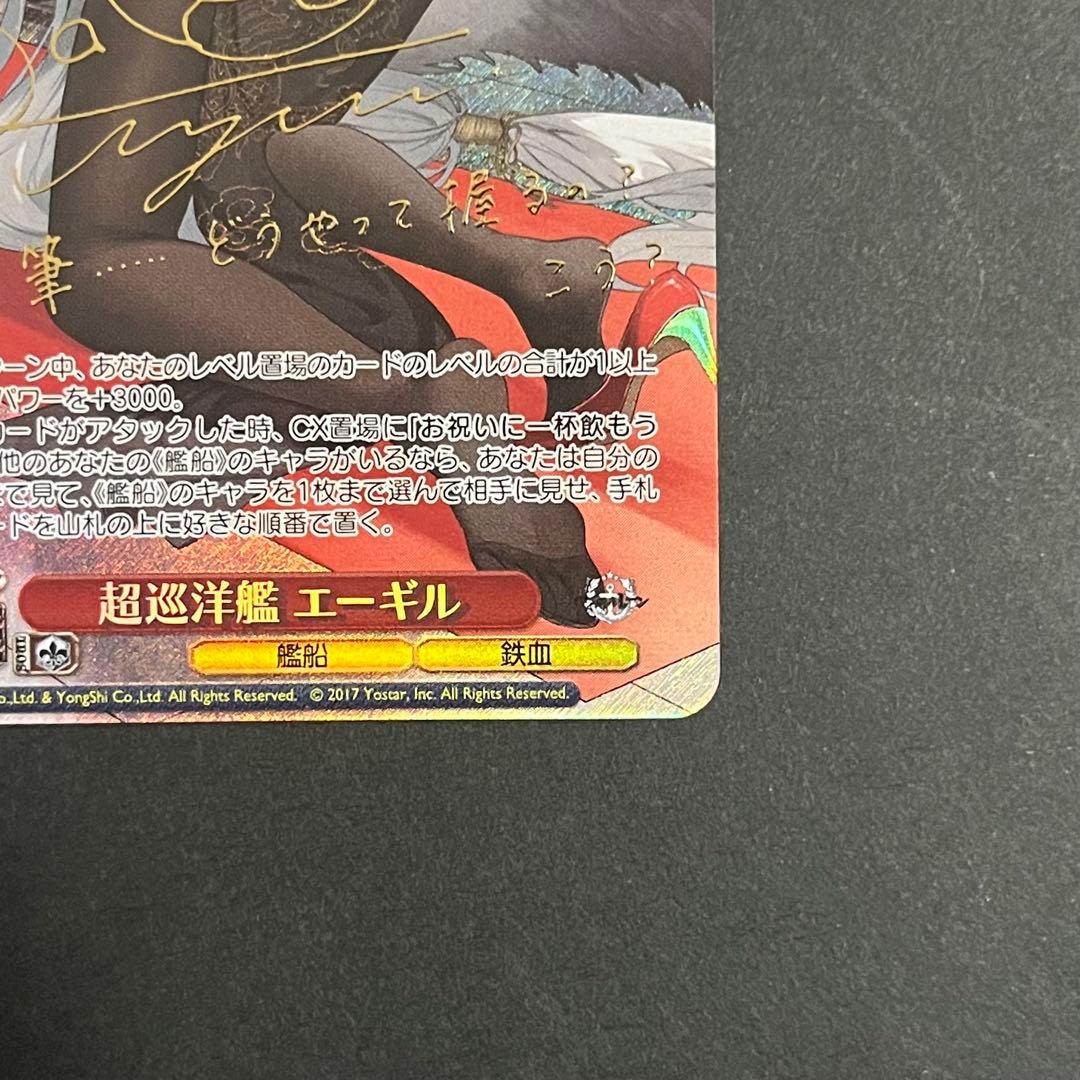 筆…… どうやって握るの?
こう?
ーン中、あなたのレベル置場のカードのレベルの合計が1以上
パワーを+3000。
カードがアタックした時、CX置場に「お祝いに一杯飲もう
他のあなたの《艦船》のキャラがいるなら、あなたは自分の
で見て、《艦船》のキャラを1枚まで選んで相手に見せ、手札
ードを山札の上に好きな順番で置く。
超巡洋艦 エーギル
SOUL
艦船 鉄血
o.,Ltd. & YongShi Co.,Ltd. All Rights Reserved. © 2017 Yostar, Inc. All Rights Reserved.